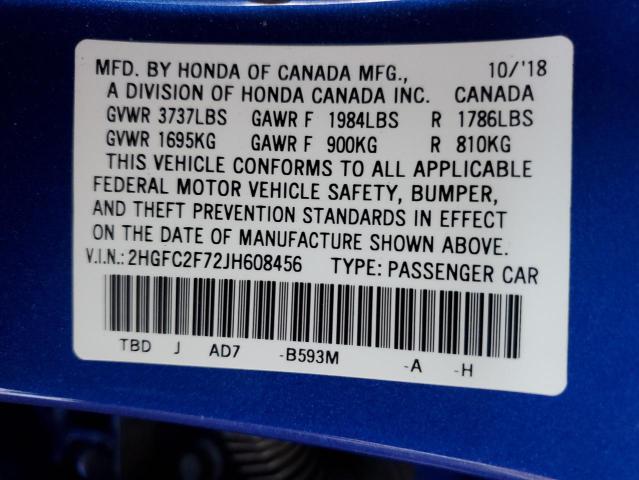 MFD. BY HONDA OF CANADA MFG., 10/'18
A DIVISION OF HONDA CANADA INC. CANADA
GVWR 3737LBS GAWR F 1984LBS R 1786LBS
GVWR 1695KG GAWR F 900KG R 810KG
THIS VEHICLE CONFORMS TO ALL APPLICABLE
FEDERAL MOTOR VEHICLE SAFETY, BUMPER,
AND THEFT PREVENTION STANDARDS IN EFFECT
ON THE DATE OF MANUFACTURE SHOWN ABOVE.
V.I.N.: 2HGFC2F72JH608456 TYPE: PASSENGER CAR
TBD J AD7 -B593M -A -H